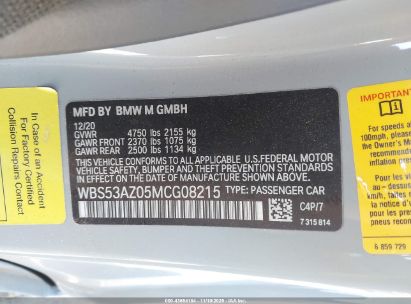 In Case of an Accident
For Factory Certified
Collision Repairs Contact
MFD BY BMW M GMBH
12/20
GVWR 4750 lbs 2155 kg
GAWR FRONT 2370 lbs 1075 kg
GAWR REAR 2500 lbs 1134 kg
THIS VEHICLE CONFORMS TO ALL APPLICABLE U.S. FEDERAL MOTOR
VEHICLE SAFETY, BUMPER, AND THEFT PREVENTION STANDARDS
IN EFFECT ON THE DATE OF MANUFACTURE SHOWN ABOVE.
WBS53AZ05MCG08215 TYPE: PASSENGER CAR
C4P/7
7 315 814
IMPORTANT
For speeds
100mph,
the Owner's
6 859 729